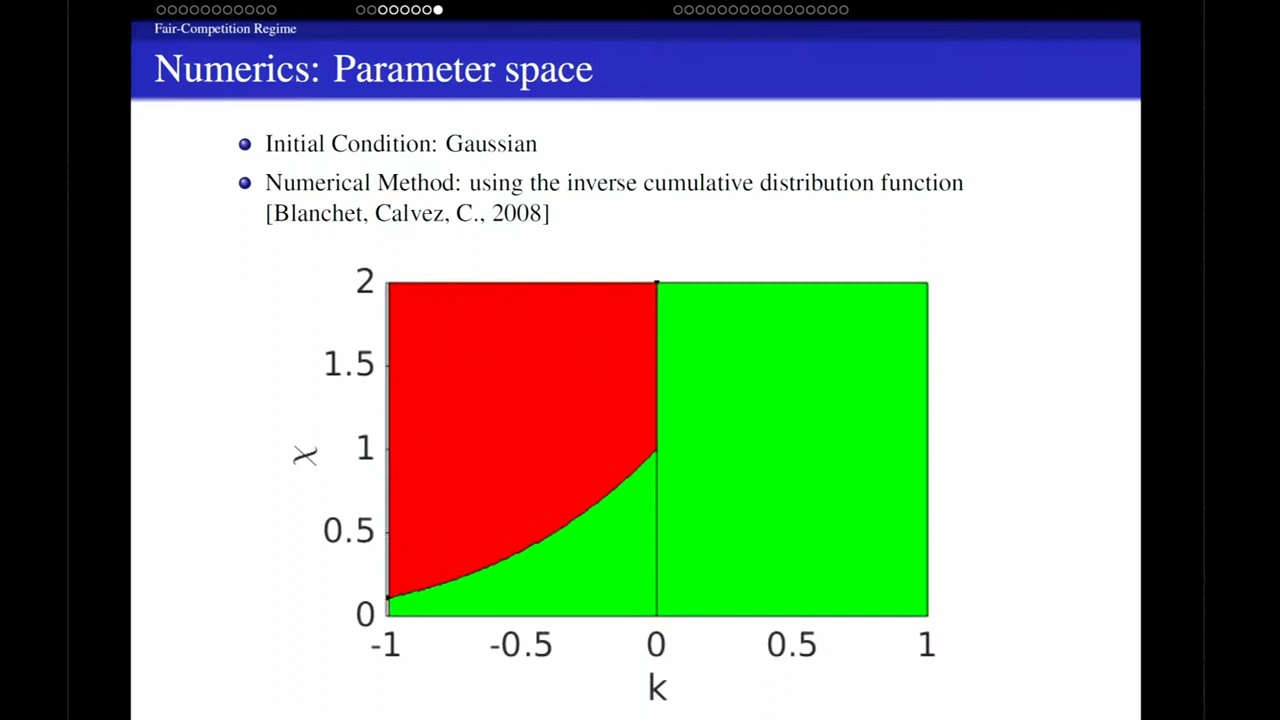 Fair-Competition Regime
Numerics: Parameter space
Initial Condition: Gaussian
Numerical Method: using the inverse cumulative distribution function
[Blanchet, Calvez, C., 2008]
2
1.5
1
0.5
0
χ
-1 -0.5 0 0.5 1
k